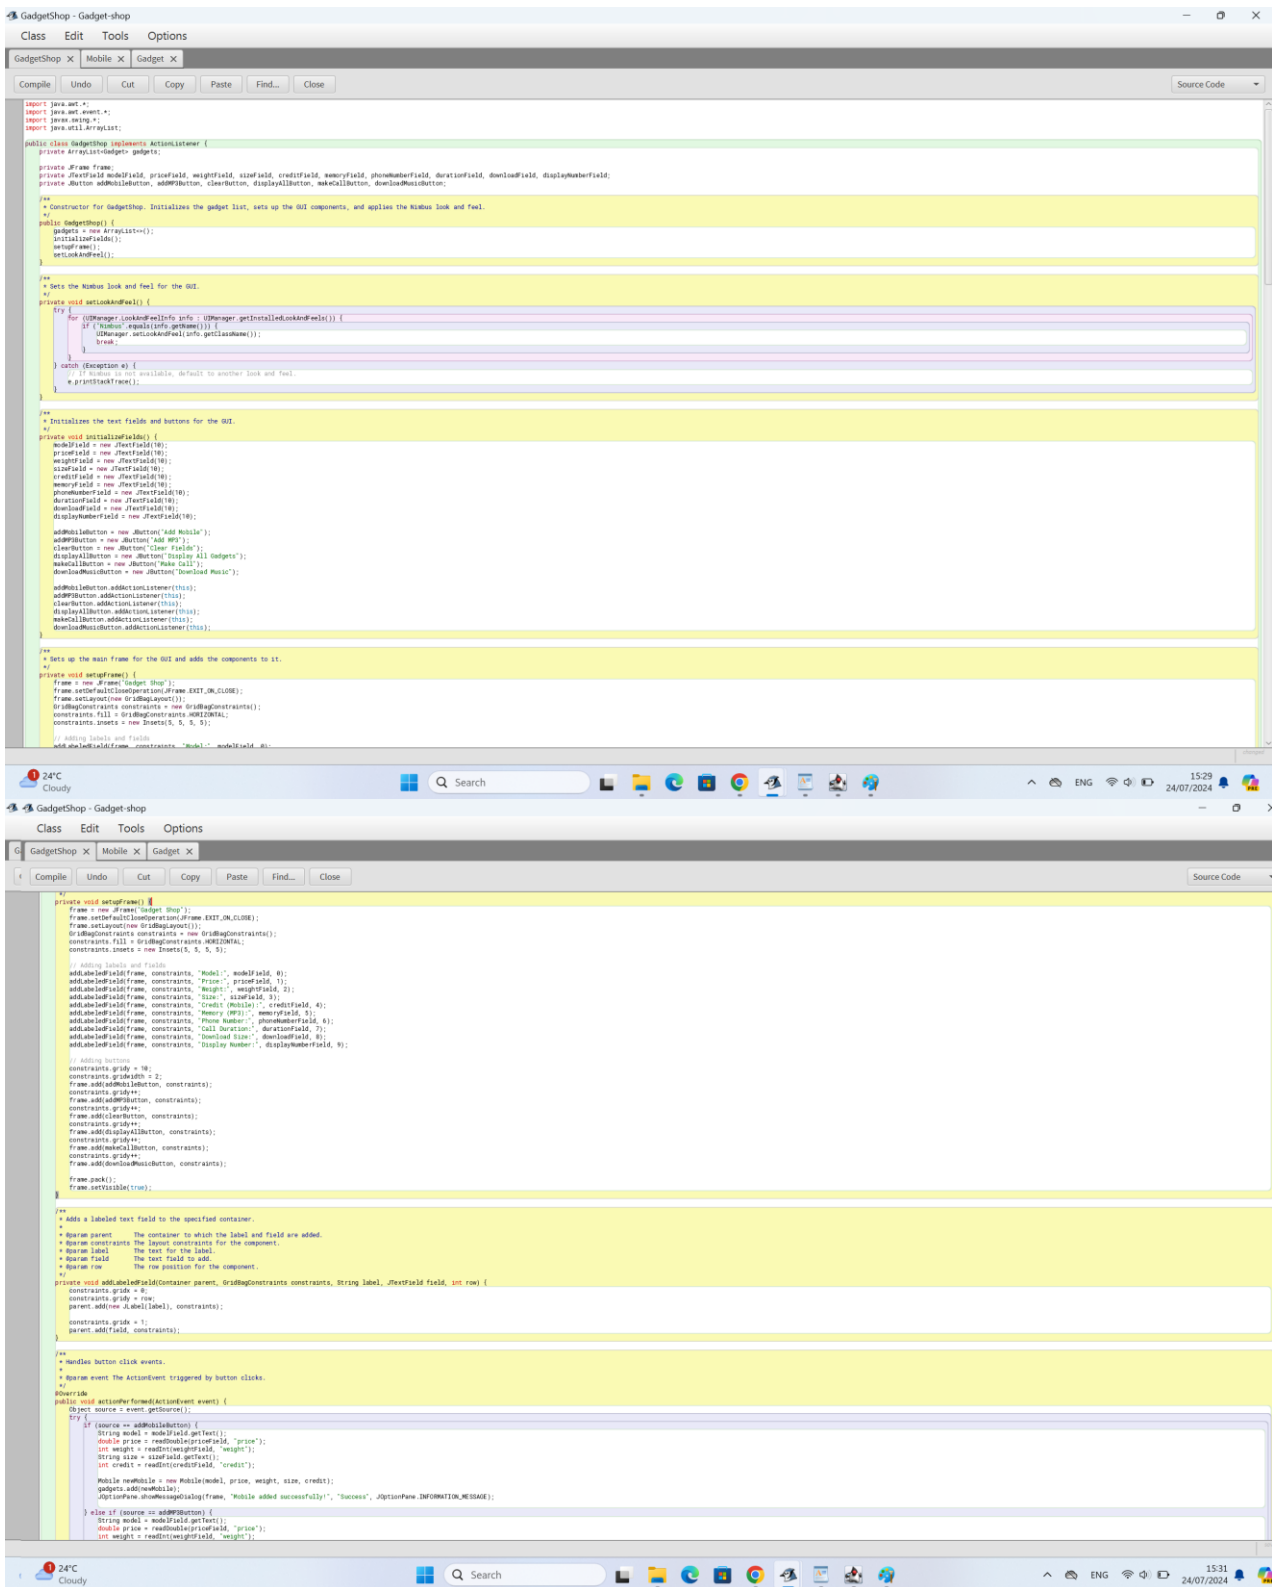 GadgetShop - Gadget-shop
Class Edit Tools Options
GadgetShop X Mobile X Gadget X
Compile Undo Cut Copy Paste Find... Close Source Code
import java.awt.*;
import java.awt.event.*;
import javax.swing.*;
import java.util.ArrayList;
public class GadgetShop implements ActionListener {
private ArrayList<Gadget> gadgets;
private JFrame frame;
private JTextField modelField, priceField, weightField, sizeField, creditField, memoryField, phoneNumberField, durationField, downloadField, displayNumberField;
private JButton addMobileButton, addMP3Button, clearButton, displayAllButton, makeCallButton, downloadMusicButton;
/**
* Constructor for GadgetShop. Initializes the gadget list, sets up the GUI components, and applies the Nimbus look and feel.
*/
public GadgetShop() {
gadgets = new ArrayList<>();
initializeFields();
setupFrame();
setLookAndFeel();
}
/**
* Sets the Nimbus look and feel for the GUI.
*/
private void setLookAndFeel() {
try {
for (UIManager.LookAndFeelInfo info : UIManager.getInstalledLookAndFeels()) {
if ("Nimbus".equals(info.getName())) {
UIManager.setLookAndFeel(info.getClassName());
break;
}
}
} catch (Exception e) {
// If Nimbus is not available, default to another look and feel.
e.printStackTrace();
}
}
/**
* Initializes the text fields and buttons for the GUI.
*/
private void initializeFields() {
modelField = new JTextField(10);
priceField = new JTextField(10);
weightField = new JTextField(10);
sizeField = new JTextField(10);
creditField = new JTextField(10);
memoryField = new JTextField(10);
phoneNumberField = new JTextField(10);
durationField = new JTextField(10);
downloadField = new JTextField(10);
displayNumberField = new JTextField(10);
addMobileButton = new JButton("Add Mobile");
addMP3Button = new JButton("Add MP3");
clearButton = new JButton("Clear Fields");
displayAllButton = new JButton("Display All Gadgets");
makeCallButton = new JButton("Make Call");
downloadMusicButton = new JButton("Download Music");
addMobileButton.addActionListener(this);
addMP3Button.addActionListener(this);
clearButton.addActionListener(this);
displayAllButton.addActionListener(this);
makeCallButton.addActionListener(this);
downloadMusicButton.addActionListener(this);
}
/**
* Sets up the main frame for the GUI and adds the components to it.
*/
private void setupFrame() {
frame = new JFrame("Gadget Shop");
frame.setDefaultCloseOperation(JFrame.EXIT_ON_CLOSE);
frame.setLayout(new GridBagLayout());
GridBagConstraints constraints = new GridBagConstraints();
constraints.fill = GridBagConstraints.HORIZONTAL;
constraints.insets = new Insets(5, 5, 5, 5);
// Adding labels and fields
addLabeledField(frame, constraints, "Model:", modelField, 0);
changed
1 24°C
Cloudy
Search
ENG 15:29
24/07/2024
GadgetShop - Gadget-shop
Class Edit Tools Options
G GadgetShop X Mobile X Gadget X
Compile Undo Cut Copy Paste Find... Close Source Code
*/
private void setupFrame() {
frame = new JFrame("Gadget Shop");
frame.setDefaultCloseOperation(JFrame.EXIT_ON_CLOSE);
frame.setLayout(new GridBagLayout());
GridBagConstraints constraints = new GridBagConstraints();
constraints.fill = GridBagConstraints.HORIZONTAL;
constraints.insets = new Insets(5, 5, 5, 5);
// Adding labels and fields
addLabeledField(frame, constraints, "Model:", modelField, 0);
addLabeledField(frame, constraints, "Price:", priceField, 1);
addLabeledField(frame, constraints, "Weight:", weightField, 2);
addLabeledField(frame, constraints, "Size:", sizeField, 3);
addLabeledField(frame, constraints, "Credit (Mobile):", creditField, 4);
addLabeledField(frame, constraints, "Memory (MP3):", memoryField, 5);
addLabeledField(frame, constraints, "Phone Number:", phoneNumberField, 6);
addLabeledField(frame, constraints, "Call Duration:", durationField, 7);
addLabeledField(frame, constraints, "Download Size:", downloadField, 8);
addLabeledField(frame, constraints, "Display Number:", displayNumberField, 9);
// Adding buttons
constraints.gridy = 10;
constraints.gridwidth = 2;
frame.add(addMobileButton, constraints);
constraints.gridy++;
frame.add(addMP3Button, constraints);
constraints.gridy++;
frame.add(clearButton, constraints);
constraints.gridy++;
frame.add(displayAllButton, constraints);
constraints.gridy++;
frame.add(makeCallButton, constraints);
constraints.gridy++;
frame.add(downloadMusicButton, constraints);
frame.pack();
frame.setVisible(true);
}
/**
* Adds a labeled text field to the specified container.
*
* @param parent The container to which the label and field are added.
* @param constraints The layout constraints for the component.
* @param label The text for the label.
* @param field The text field to add.
* @param row The row position for the component.
*/
private void addLabeledField(Container parent, GridBagConstraints constraints, String label, JTextField field, int row) {
constraints.gridx = 0;
constraints.gridy = row;
parent.add(new JLabel(label), constraints);
constraints.gridx = 1;
parent.add(field, constraints);
}
/**
* Handles button click events.
*
* @param event The ActionEvent triggered by button clicks.
*/
@Override
public void actionPerformed(ActionEvent event) {
Object source = event.getSource();
try {
if (source == addMobileButton) {
String model = modelField.getText();
double price = readDouble(priceField, "price");
int weight = readInt(weightField, "weight");
String size = sizeField.getText();
int credit = readInt(creditField, "credit");
Mobile newMobile = new Mobile(model, price, weight, size, credit);
gadgets.add(newMobile);
JOptionPane.showMessageDialog(frame, "Mobile added successfully!", "Success", JOptionPane.INFORMATION_MESSAGE);
} else if (source == addMP3Button) {
String model = modelField.getText();
double price = readDouble(priceField, "price");
int weight = readInt(weightField, "weight");
1 24°C
Cloudy
Search
ENG 15:31
24/07/2024